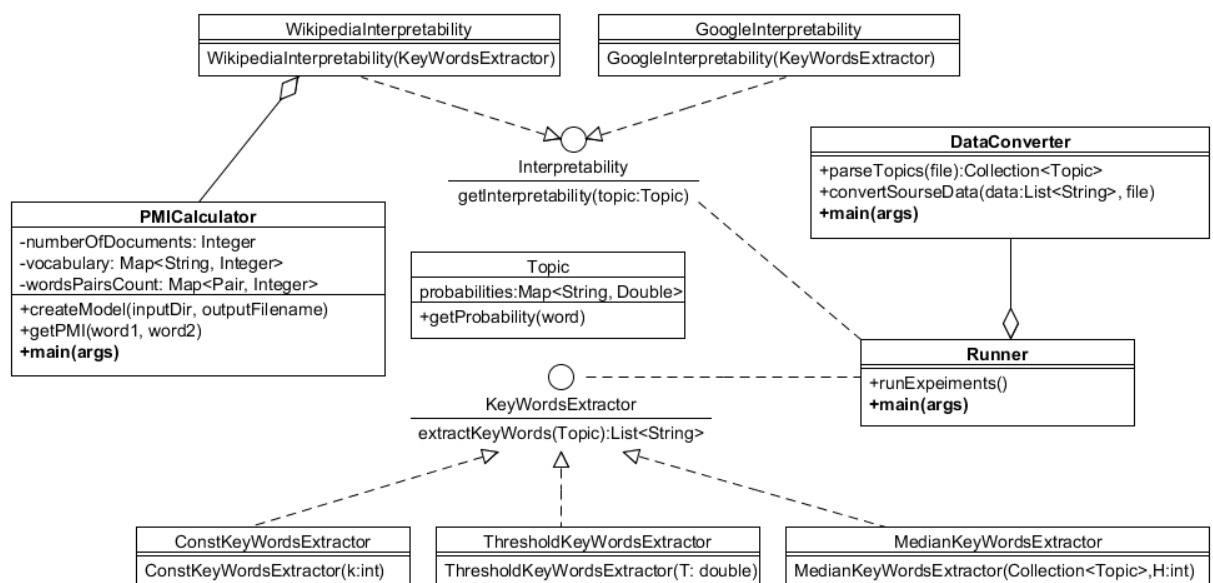 WikipediaInterpretability
WikipediaInterpretability(KeyWordsExtractor)
GoogleInterpretability
GoogleInterpretability(KeyWordsExtractor)
Interpretability
getInterpretability(topic:Topic)
DataConverter
+parseTopics(file):Collection<Topic>
+convertSourseData(data:List<String>, file)
+main(args)
PMICalculator
-numberOfDocuments: Integer
-vocabulary: Map<String, Integer>
-wordsPairsCount: Map<Pair, Integer>
+createModel(inputDir, outputFilename)
+getPMI(word1, word2)
+main(args)
Topic
probabilities:Map<String, Double>
+getProbability(word)
Runner
+runExpeiments()
+main(args)
KeyWordsExtractor
extractKeyWords(Topic):List<String>
ConstKeyWordsExtractor
ConstKeyWordsExtractor(k:int)
ThresholdKeyWordsExtractor
ThresholdKeyWordsExtractor(T: double)
MedianKeyWordsExtractor
MedianKeyWordsExtractor(Collection<Topic>,H:int)